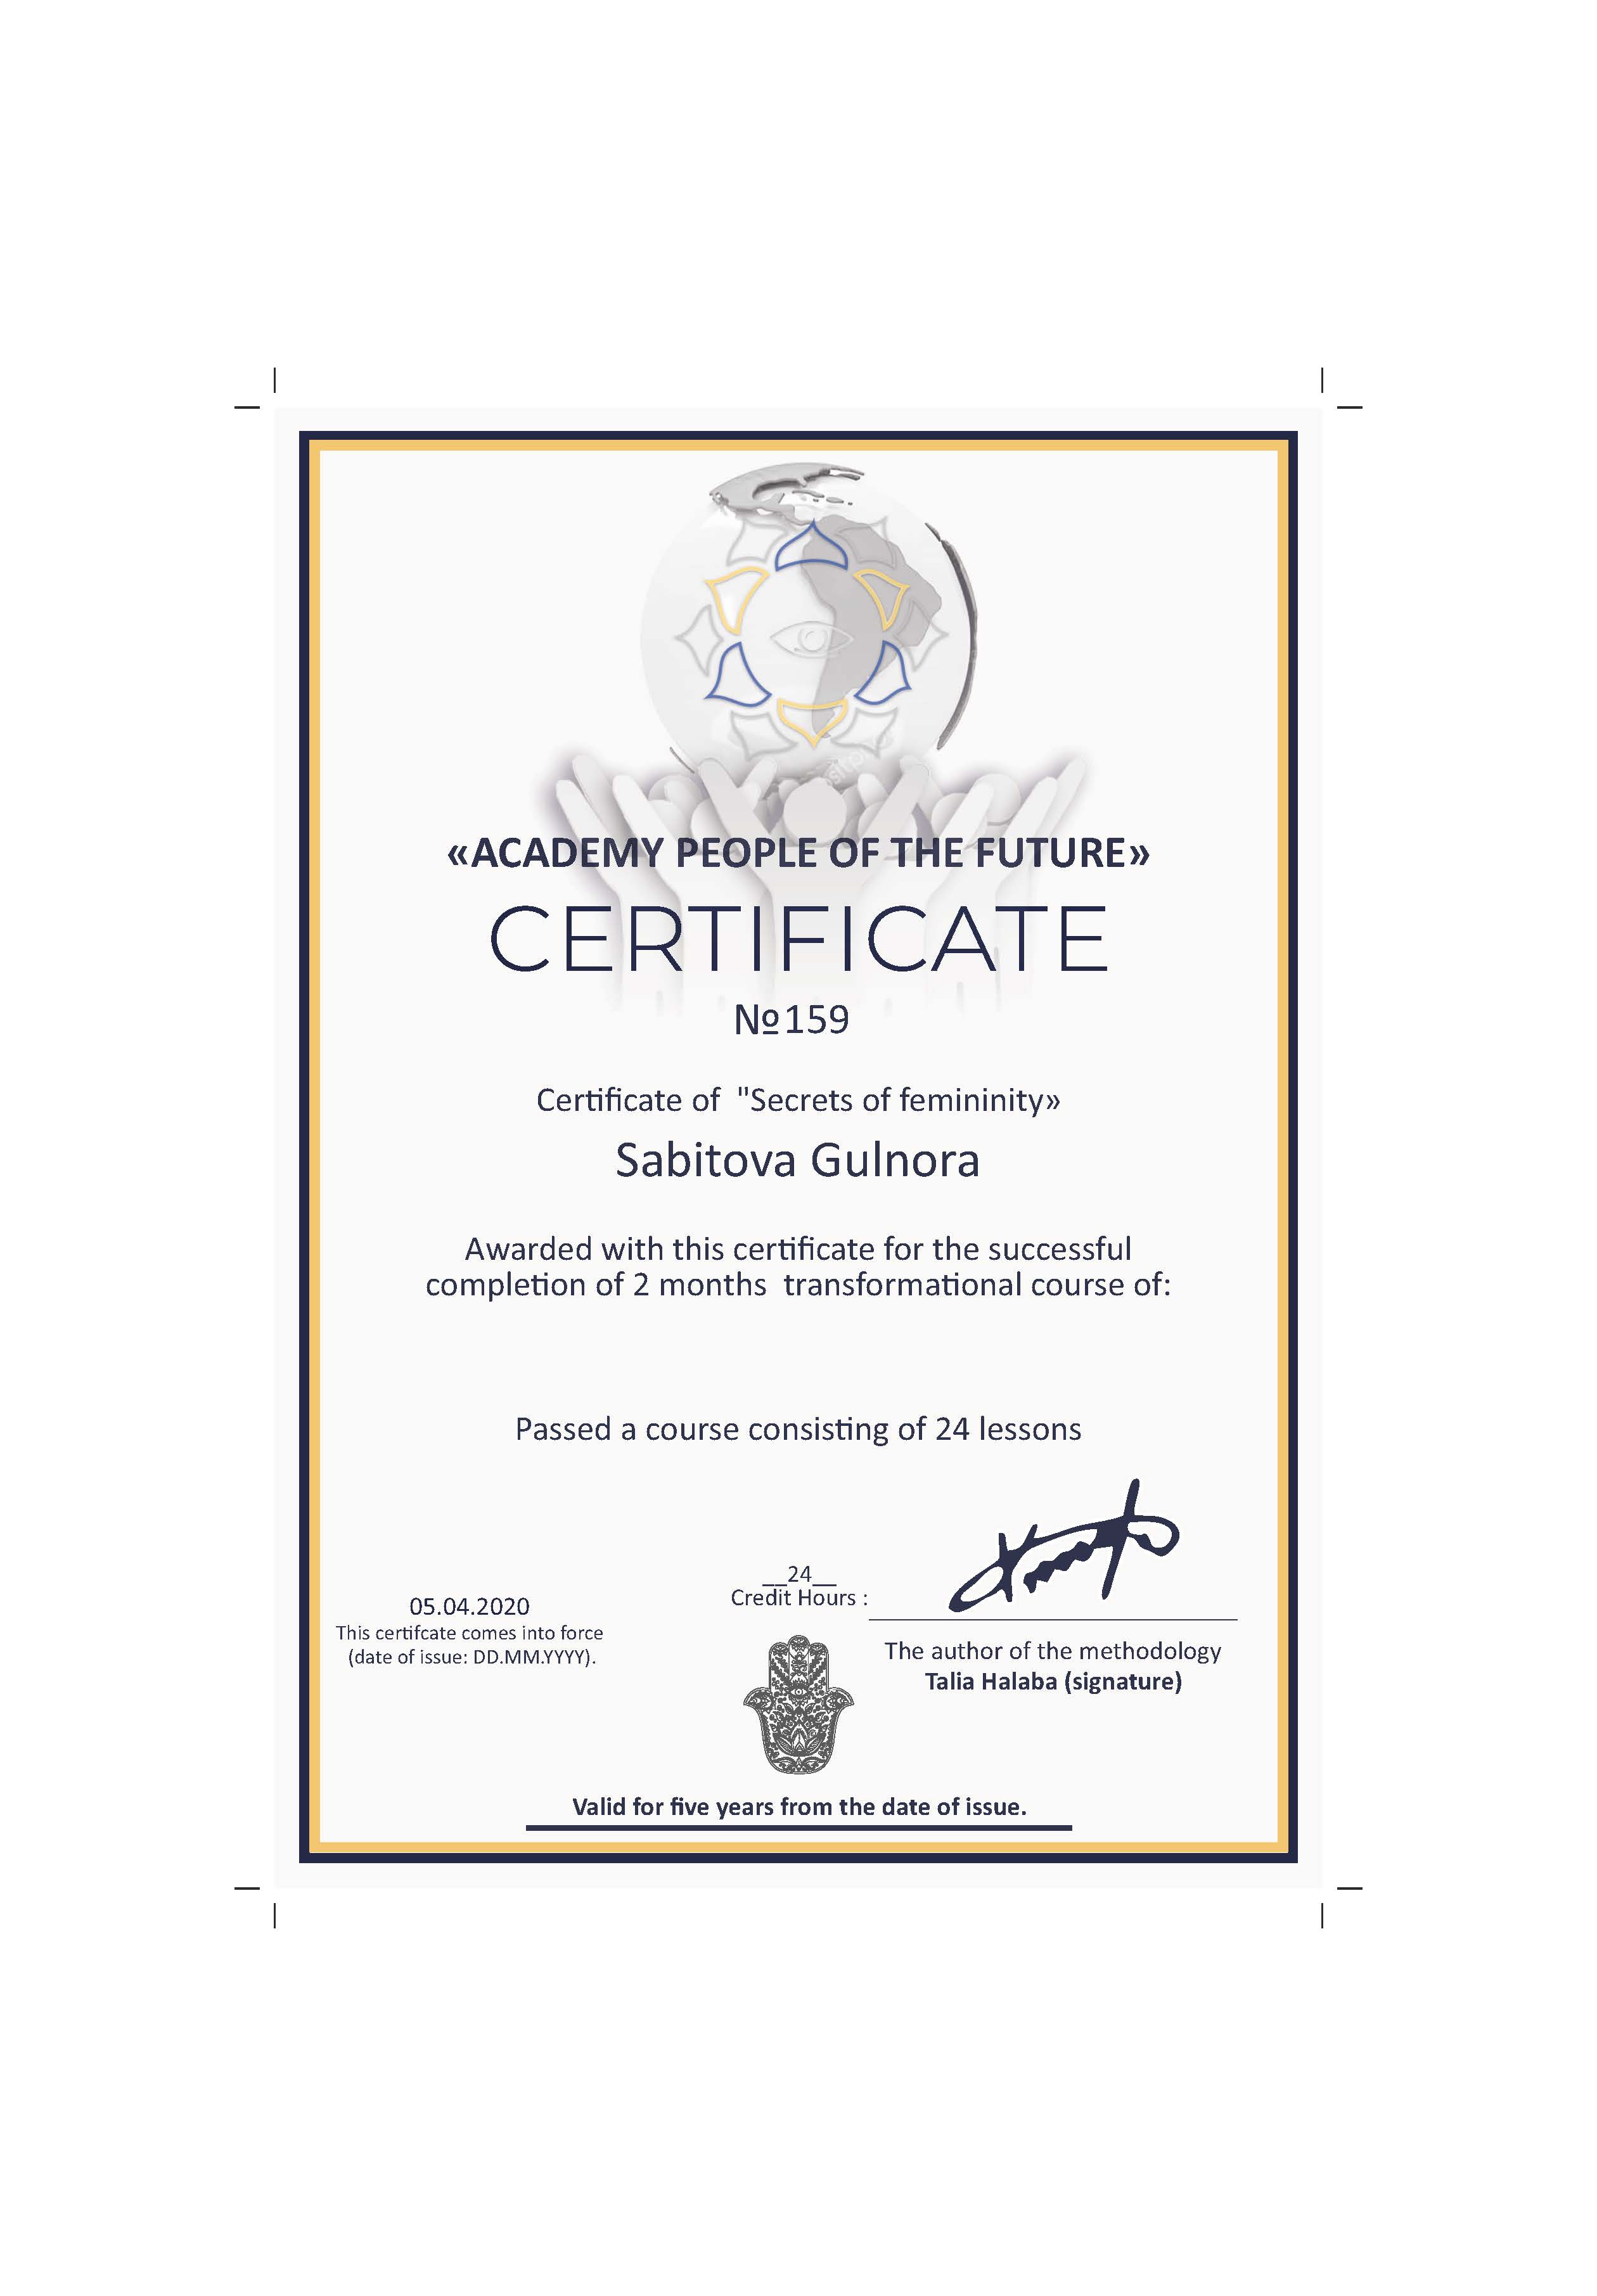 «ACADEMY PEOPLE OF THE FUTURE»
CERTIFICATE
№159
Certificate of "Secrets of femininity»
Sabitova Gulnora
Awarded with this certificate for the successful
completion of 2 months transformational course of:
Passed a course consisting of 24 lessons
__24__
Credit Hours :
05.04.2020
This certifcate comes into force
(date of issue: DD.MM.YYYY).
The author of the methodology
Talia Halaba (signature)
Valid for five years from the date of issue.